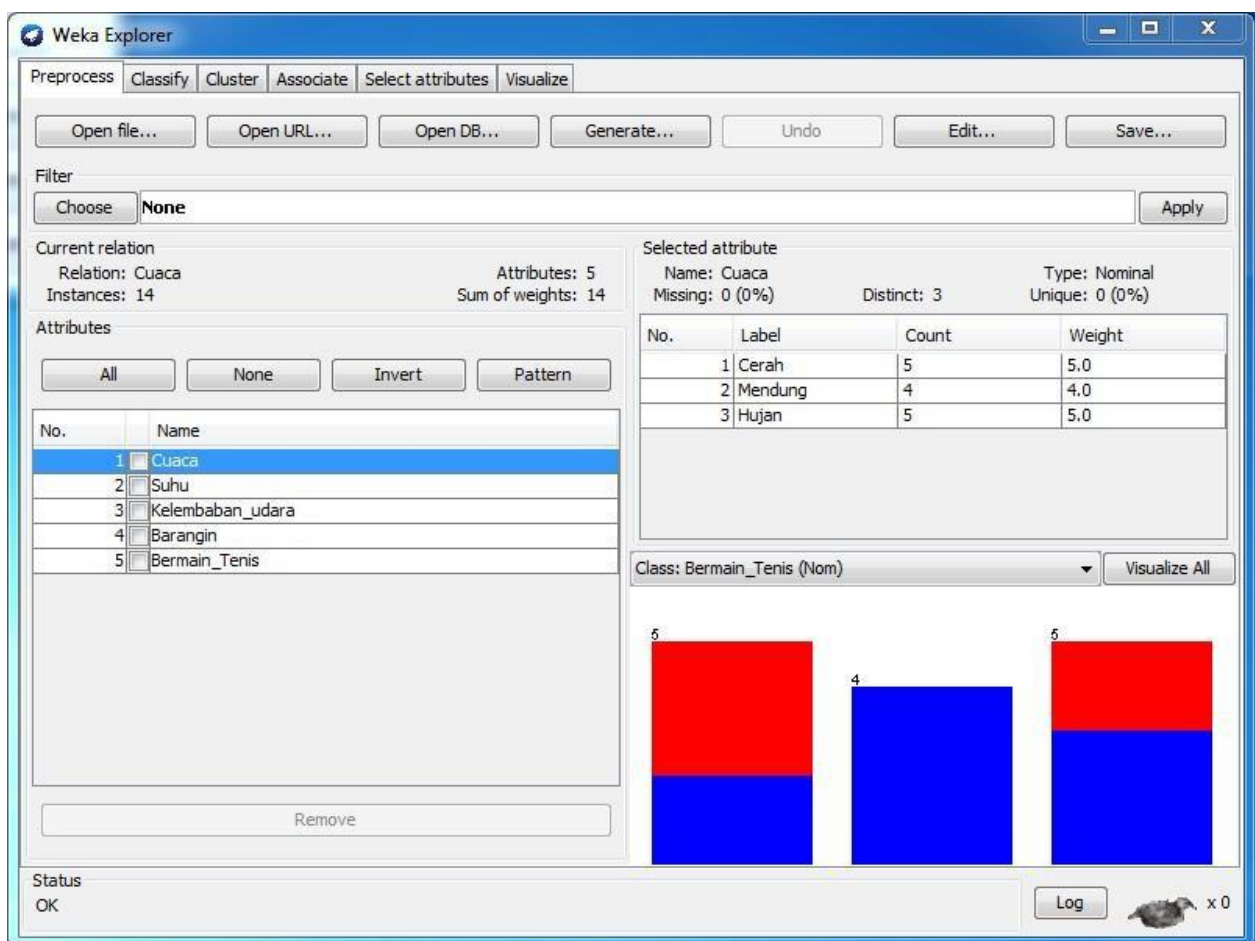 Weka Explorer
Preprocess Classify Cluster Associate Select attributes Visualize
Open file... Open URL... Open DB... Generate... Undo Edit... Save...
Filter
Choose None Apply
Current relation
Relation: Cuaca Attributes: 5
Instances: 14 Sum of weights: 14
Selected attribute
Name: Cuaca Type: Nominal
Missing: 0 (0%) Distinct: 3 Unique: 0 (0%)
Attributes
All None Invert Pattern
No. Name
1 Cuaca
2 Suhu
3 Kelembaban_udara
4 Barangin
5 Bermain_Tenis
Remove
No. Label Count Weight
1 Cerah 5 5.0
2 Mendung 4 4.0
3 Hujan 5 5.0
Class: Bermain_Tenis (Nom) Visualize All
5 4 5
Status
OK Log x 0